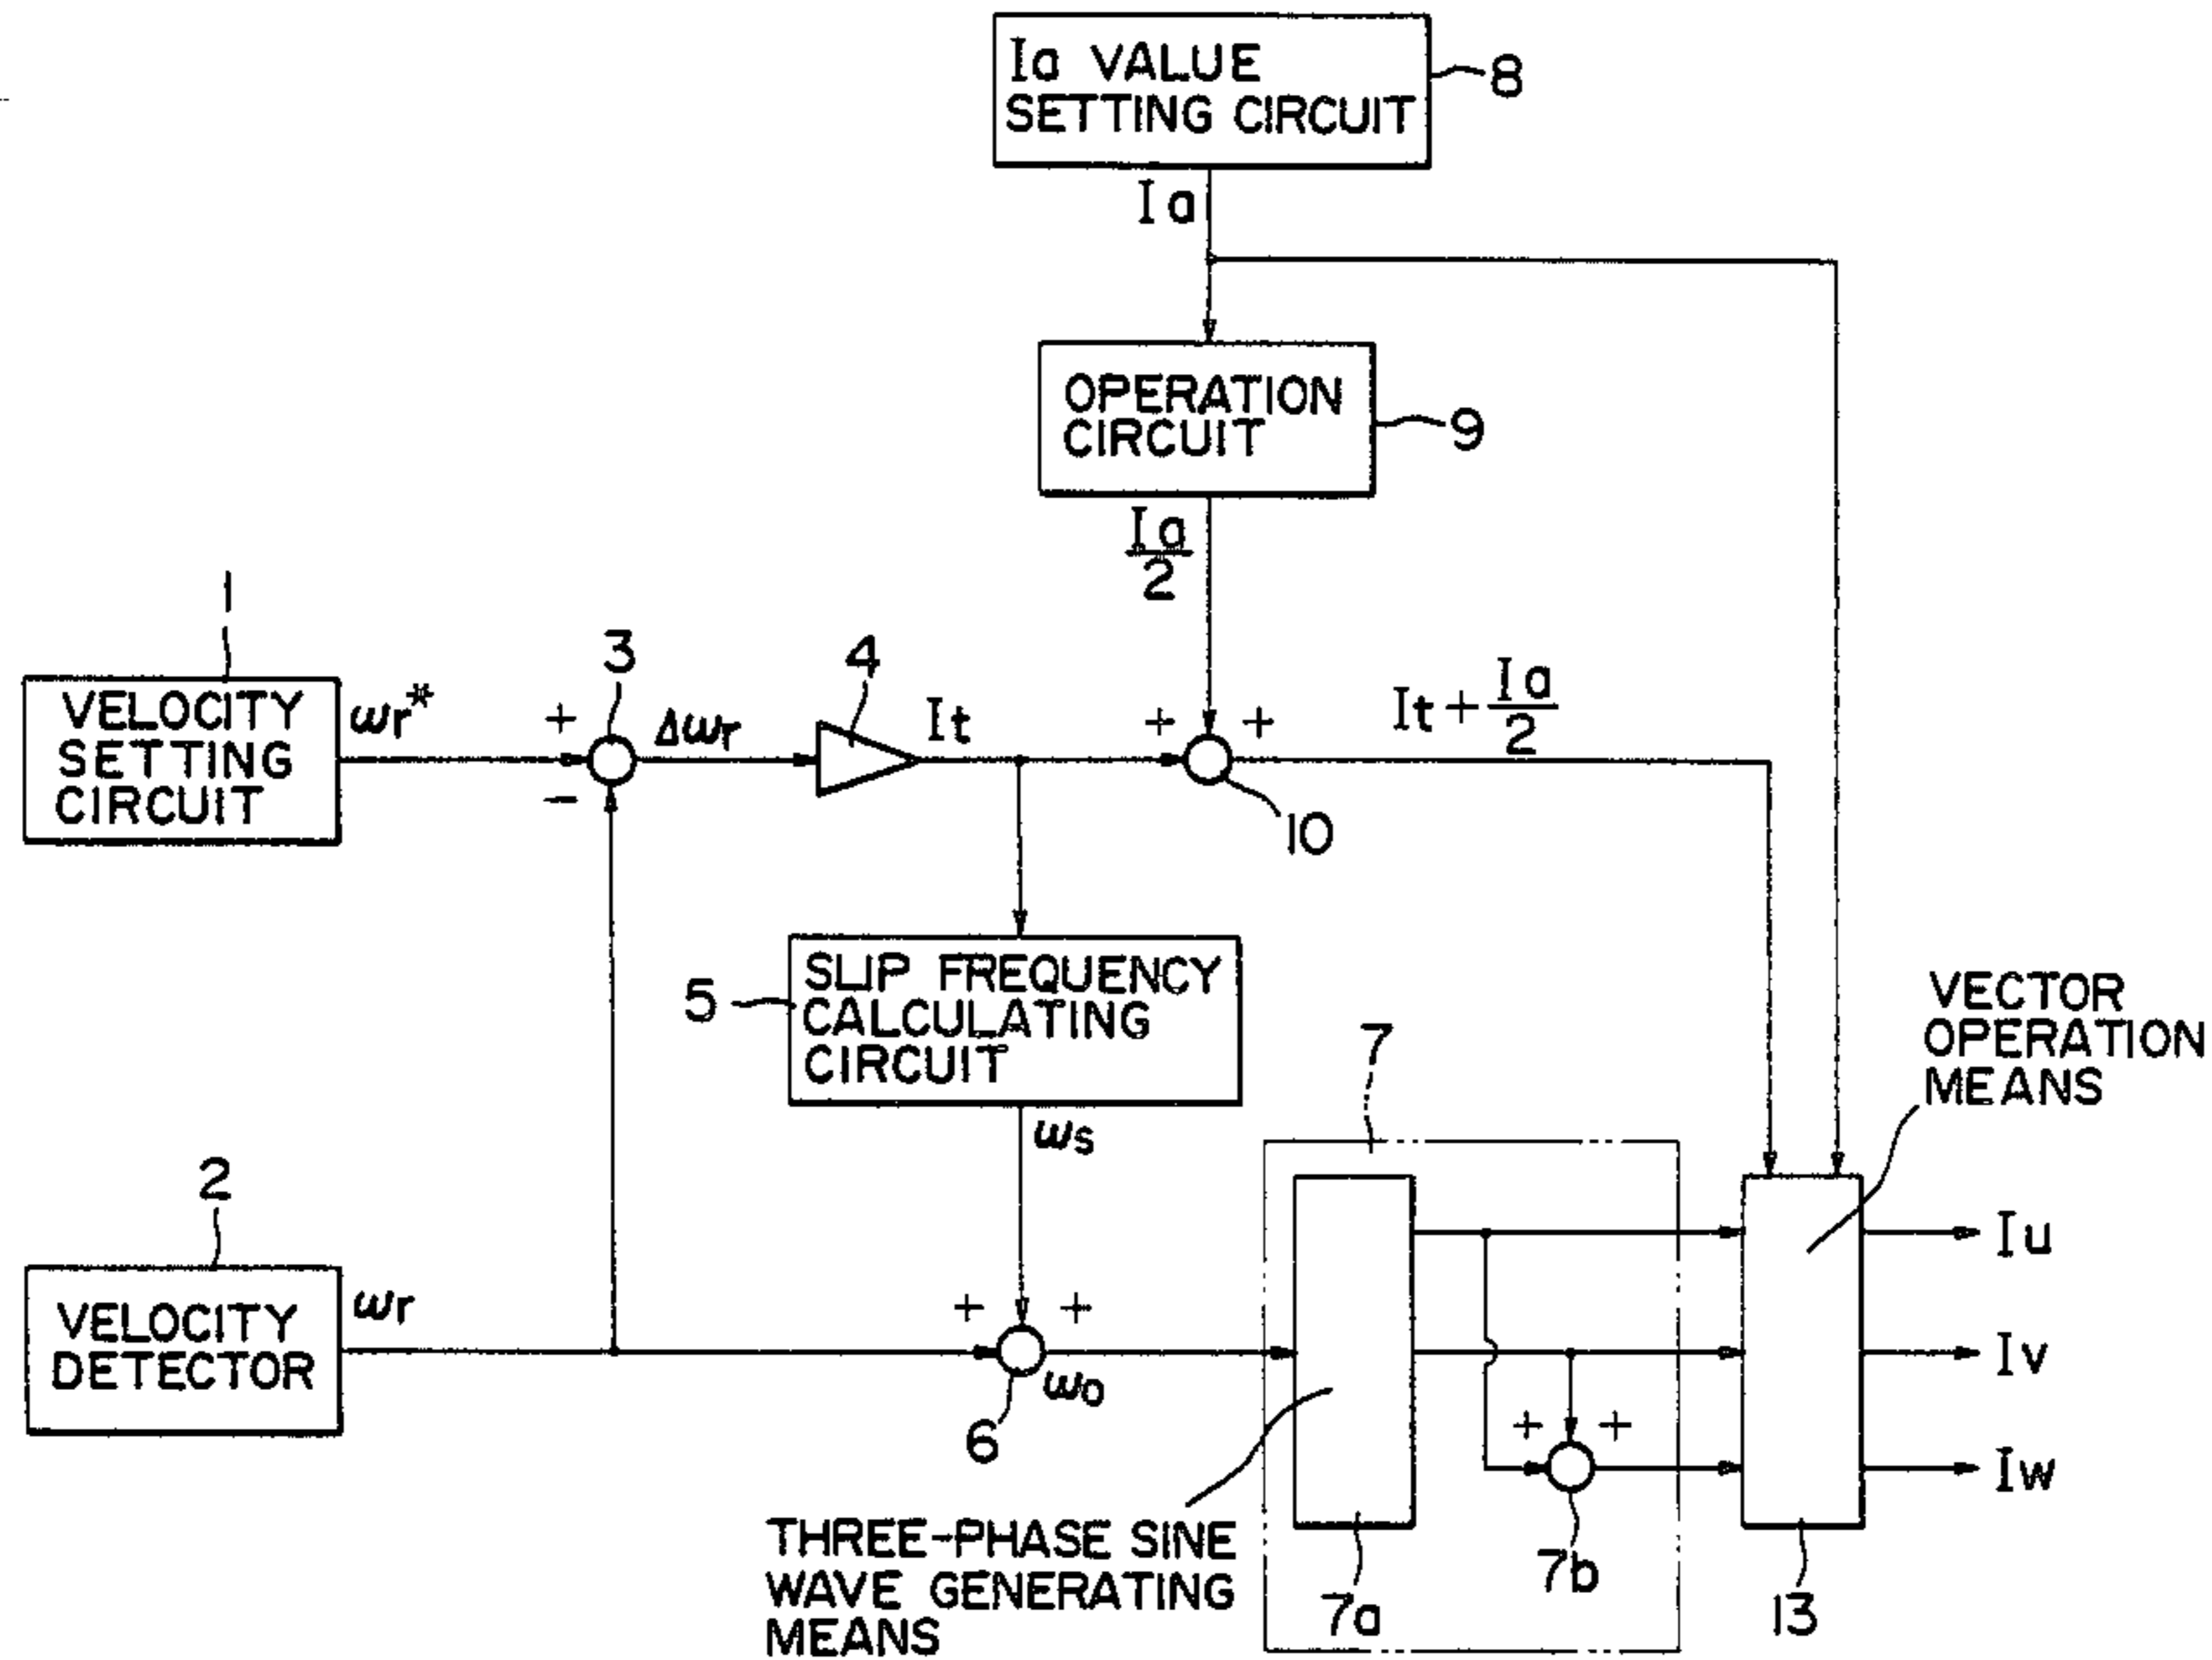 Ia VALUE
SETTING CIRCUIT
8
Ia
OPERATION
CIRCUIT
9
Ia
2
1
VELOCITY
SETTING
CIRCUIT
ωr*
+
-
3
Δωr
4
It
+ +
10
It + Ia
2
5
SLIP FREQUENCY
CALCULATING
CIRCUIT
ωs
VECTOR
OPERATION
MEANS
7
2
VELOCITY
DETECTOR
ωr
+ +
6
ωo
+ +
Iu
Iv
Iw
THREE-PHASE SINE
WAVE GENERATING
MEANS
7a
7b
13